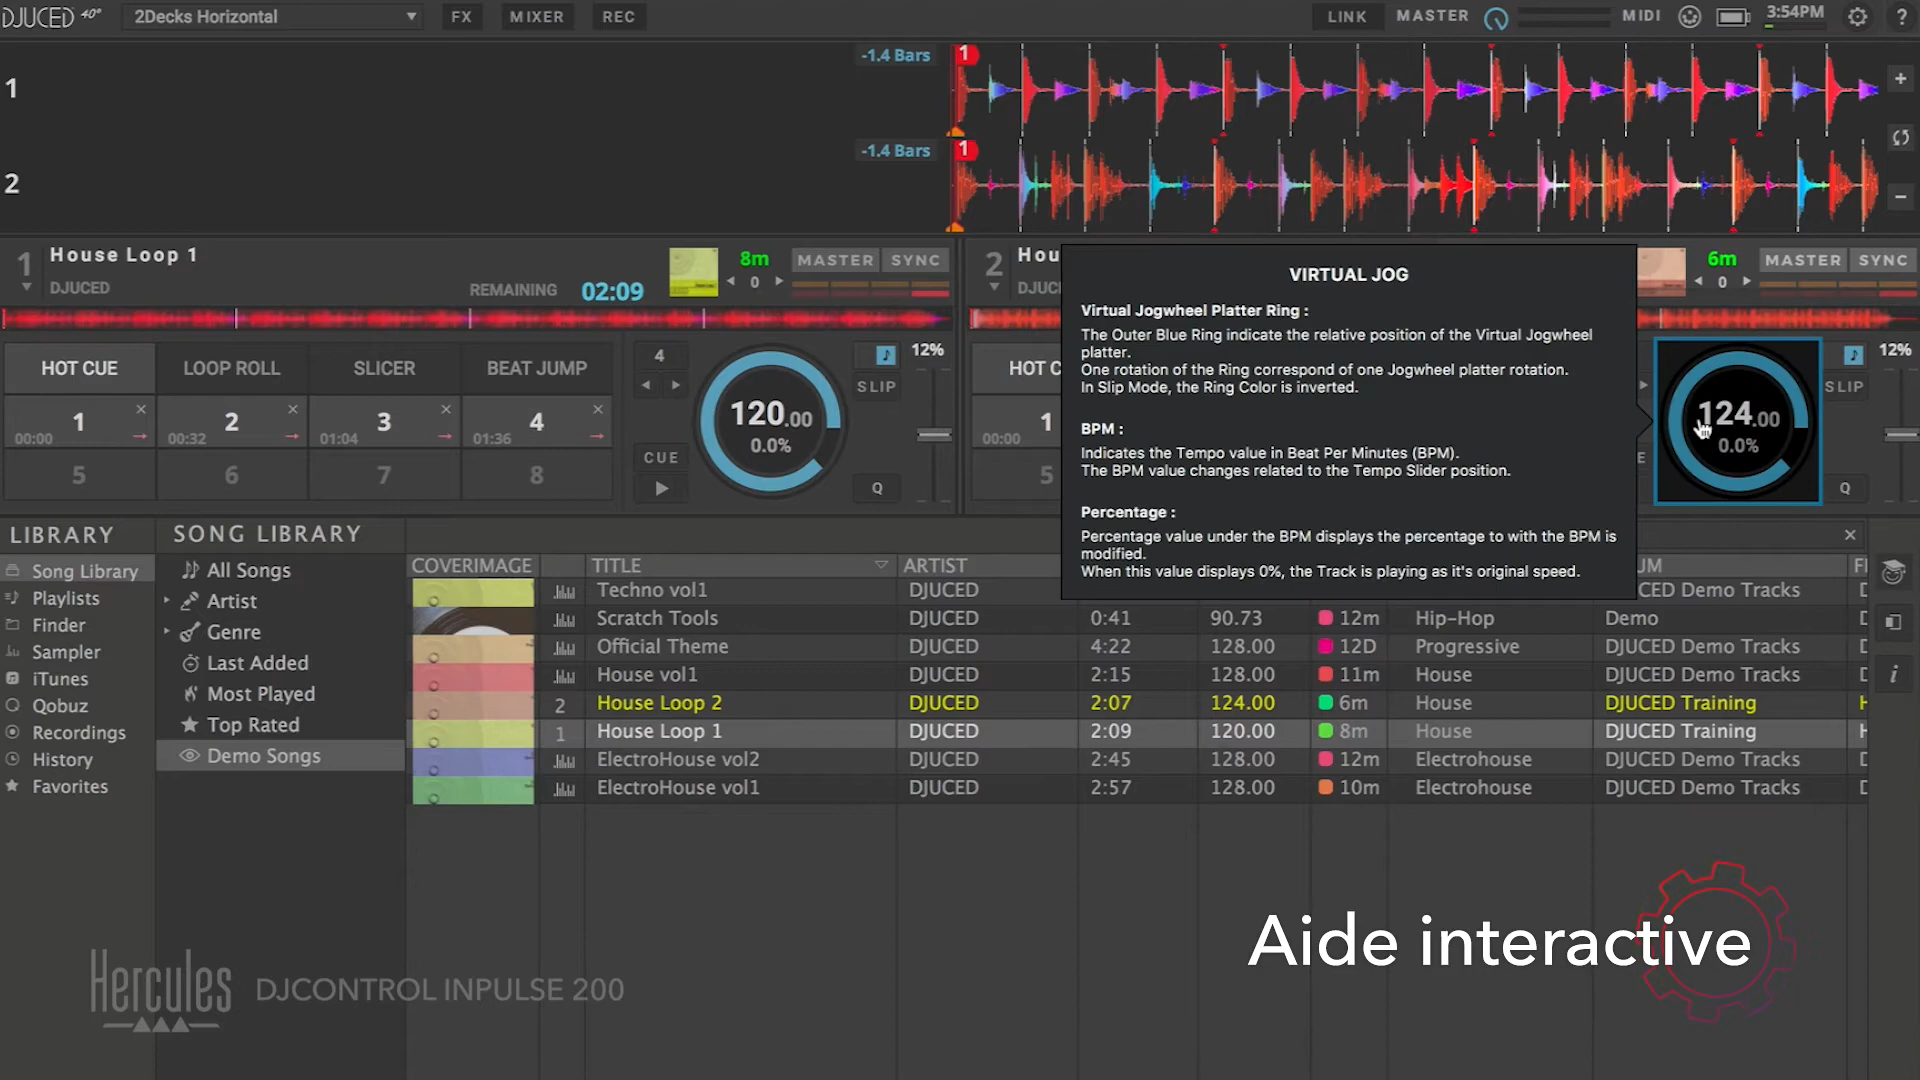 DJUCED 40°
2Decks Horizontal
FX
MIXER
REC
LINK
MASTER
MIDI
3:54PM
?
1
-1.4 Bars
1
+
2
-1.4 Bars
1
−
1
House Loop 1
DJUCED
REMAINING 02:09
8m
0
MASTER SYNC
2
Hou
DJUC
6m
0
MASTER SYNC
HOT CUE
LOOP ROLL
SLICER
BEAT JUMP
1
00:00
2
00:32
3
01:04
4
01:36
5
6
7
8
4
CUE
120.00
0.0%
12%
SLIP
Q
HOT C
1
00:00
5
VIRTUAL JOG
Virtual Jogwheel Platter Ring :
The Outer Blue Ring indicate the relative position of the Virtual Jogwheel
platter.
One rotation of the Ring correspond of one Jogwheel platter rotation.
In Slip Mode, the Ring Color is inverted.
BPM :
Indicates the Tempo value in Beat Per Minutes (BPM).
The BPM value changes related to the Tempo Slider position.
Percentage :
Percentage value under the BPM displays the percentage to with the BPM is
modified.
When this value displays 0%, the Track is playing as it's original speed.
E
124.00
0.0%
12%
SLIP
Q
LIBRARY
Song Library
Playlists
Finder
Sampler
iTunes
Qobuz
Recordings
History
Favorites
SONG LIBRARY
All Songs
Artist
Genre
Last Added
Most Played
Top Rated
Demo Songs
COVERIMAGE TITLE ARTIST UM
Techno vol1 DJUCED CED Demo Tracks
Scratch Tools DJUCED 0:41 90.73 12m Hip-Hop Demo
Official Theme DJUCED 4:22 128.00 12D Progressive DJUCED Demo Tracks
House vol1 DJUCED 2:15 128.00 11m House DJUCED Demo Tracks
2 House Loop 2 DJUCED 2:07 124.00 6m House DJUCED Training
1 House Loop 1 DJUCED 2:09 120.00 8m House DJUCED Training
ElectroHouse vol2 DJUCED 2:45 128.00 12m Electrohouse DJUCED Demo Tracks
ElectroHouse vol1 DJUCED 2:57 128.00 10m Electrohouse DJUCED Demo Tracks
i
Aide interactive
Hercules DJCONTROL INPULSE 200